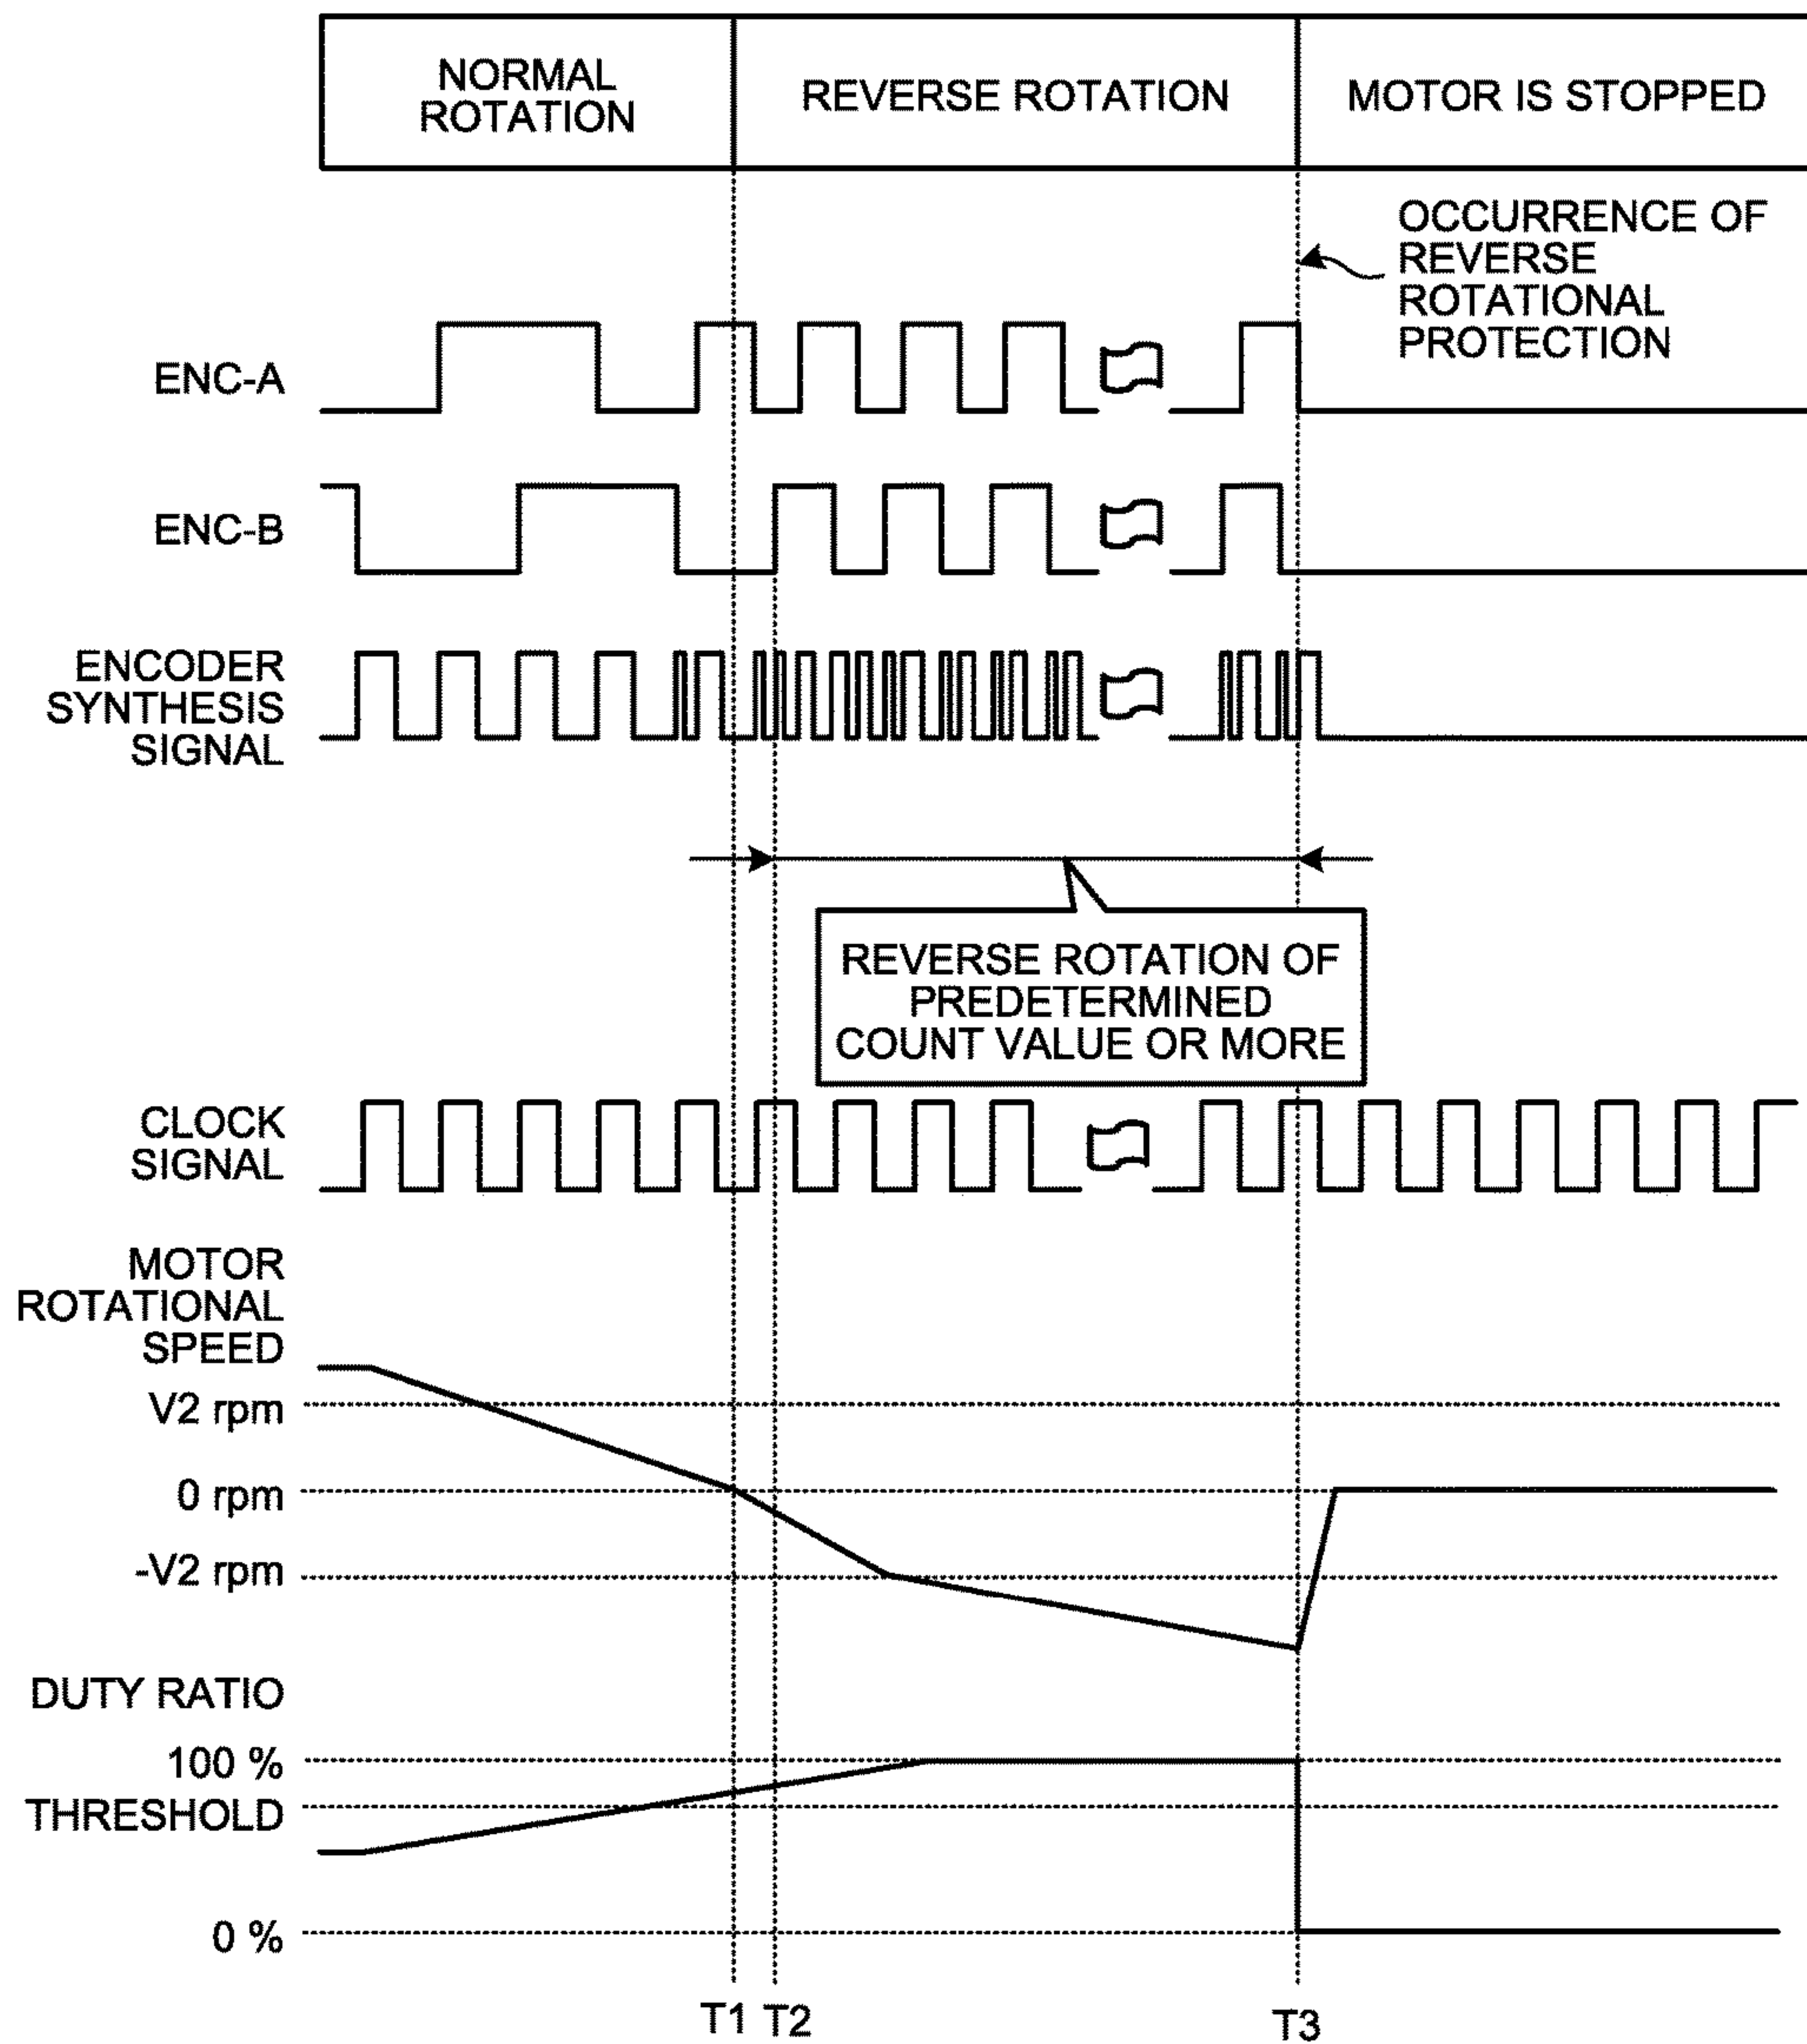 NORMAL
ROTATION
REVERSE ROTATION
MOTOR IS STOPPED
OCCURRENCE OF
REVERSE
ROTATIONAL
PROTECTION
ENC-A
ENC-B
ENCODER
SYNTHESIS
SIGNAL
REVERSE ROTATION OF
PREDETERMINED
COUNT VALUE OR MORE
CLOCK
SIGNAL
MOTOR
ROTATIONAL
SPEED
V2 rpm
0 rpm
-V2 rpm
DUTY RATIO
100 %
THRESHOLD
0 %
T1 T2 T3